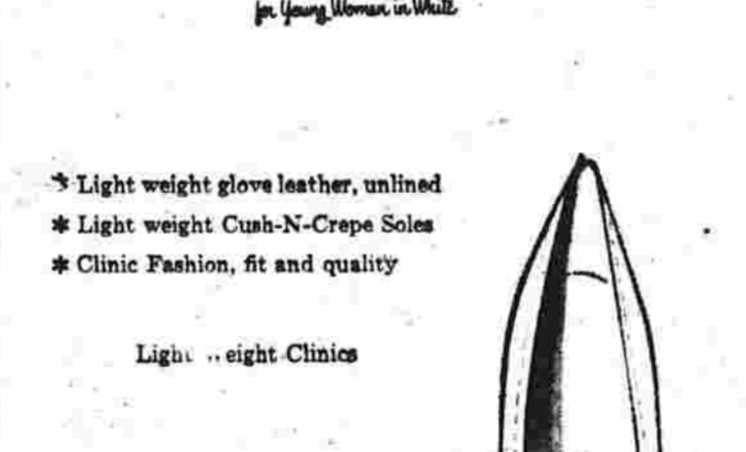 for Young Women in White
* Light weight glove leather, unlined
* Light weight Cush-N-Crepe Soles
* Clinic Fashion, fit and quality
Light Clinics